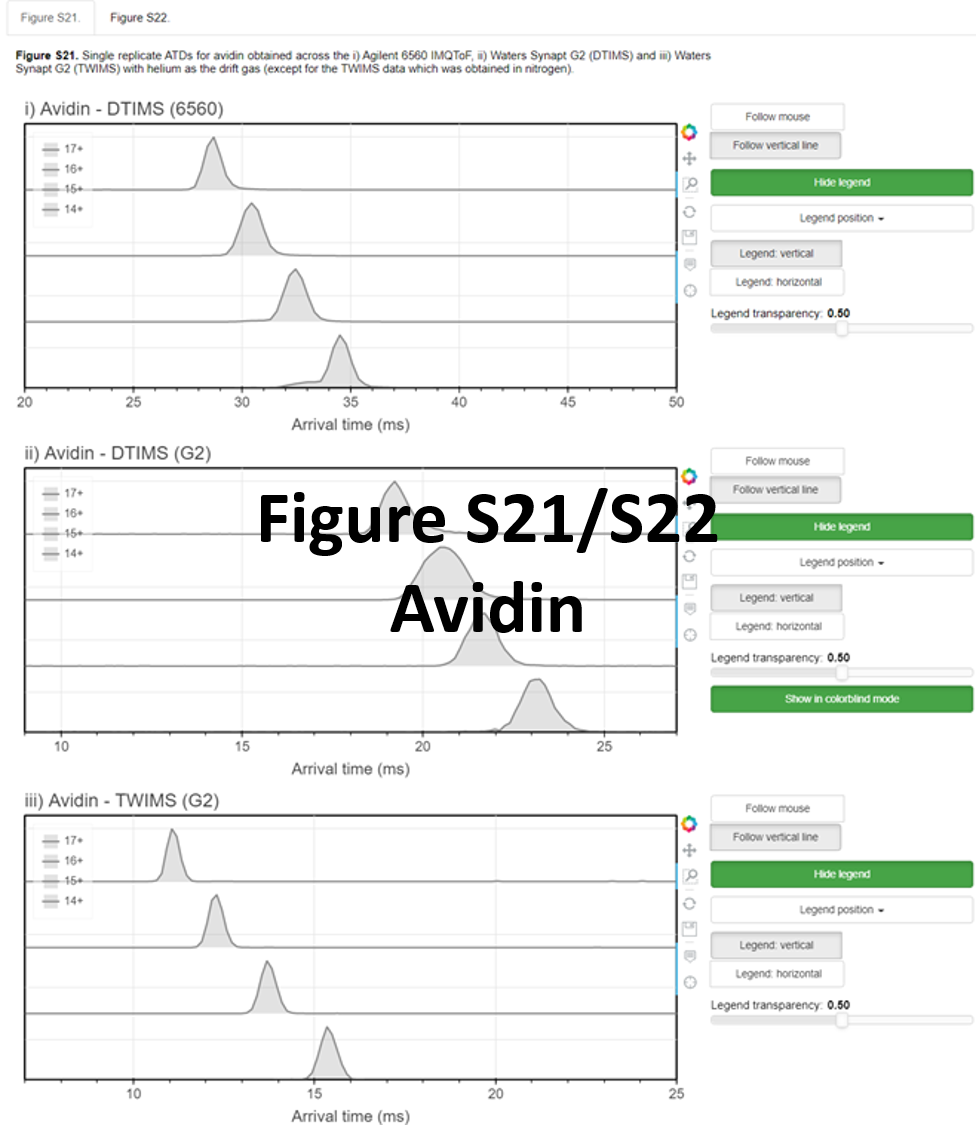 Figure S21.
Figure S22.
Figure S21. Single replicate ATDs for avidin obtained across the i) Agilent 6560 IMQToF, ii) Waters Synapt G2 (DTIMS) and iii) Waters
Synapt G2 (TWIMS) with helium as the drift gas (except for the TWIMS data which was obtained in nitrogen).
i) Avidin - DTIMS (6560)
17+
16+
15+
14+
20 25 30 35 40 45 50
Arrival time (ms)
Follow mouse
Follow vertical line
Hide legend
Legend position
Legend: vertical
Legend: horizontal
Legend transparency: 0.50
ii) Avidin - DTIMS (G2)
17+
16+
15+
14+
Figure S21/S22
Avidin
10 15 20 25
Arrival time (ms)
Follow mouse
Follow vertical line
Hide legend
Legend position
Legend: vertical
Legend: horizontal
Legend transparency: 0.50
Show in colorblind mode
iii) Avidin - TWIMS (G2)
17+
16+
15+
14+
10 15 20 25
Arrival time (ms)
Follow mouse
Follow vertical line
Hide legend
Legend position
Legend: vertical
Legend: horizontal
Legend transparency: 0.50